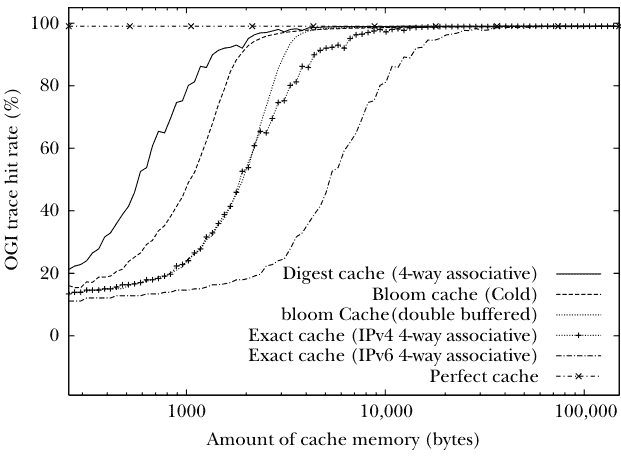 OGI trace hit rate (%)
100
80
60
40
20
0
Digest cache (4-way associative)
Bloom cache (Cold)
bloom Cache(double buffered)
Exact cache (IPv4 4-way associative)
Exact cache (IPv6 4-way associative)
Perfect cache
1000
10,000
100,000
Amount of cache memory (bytes)